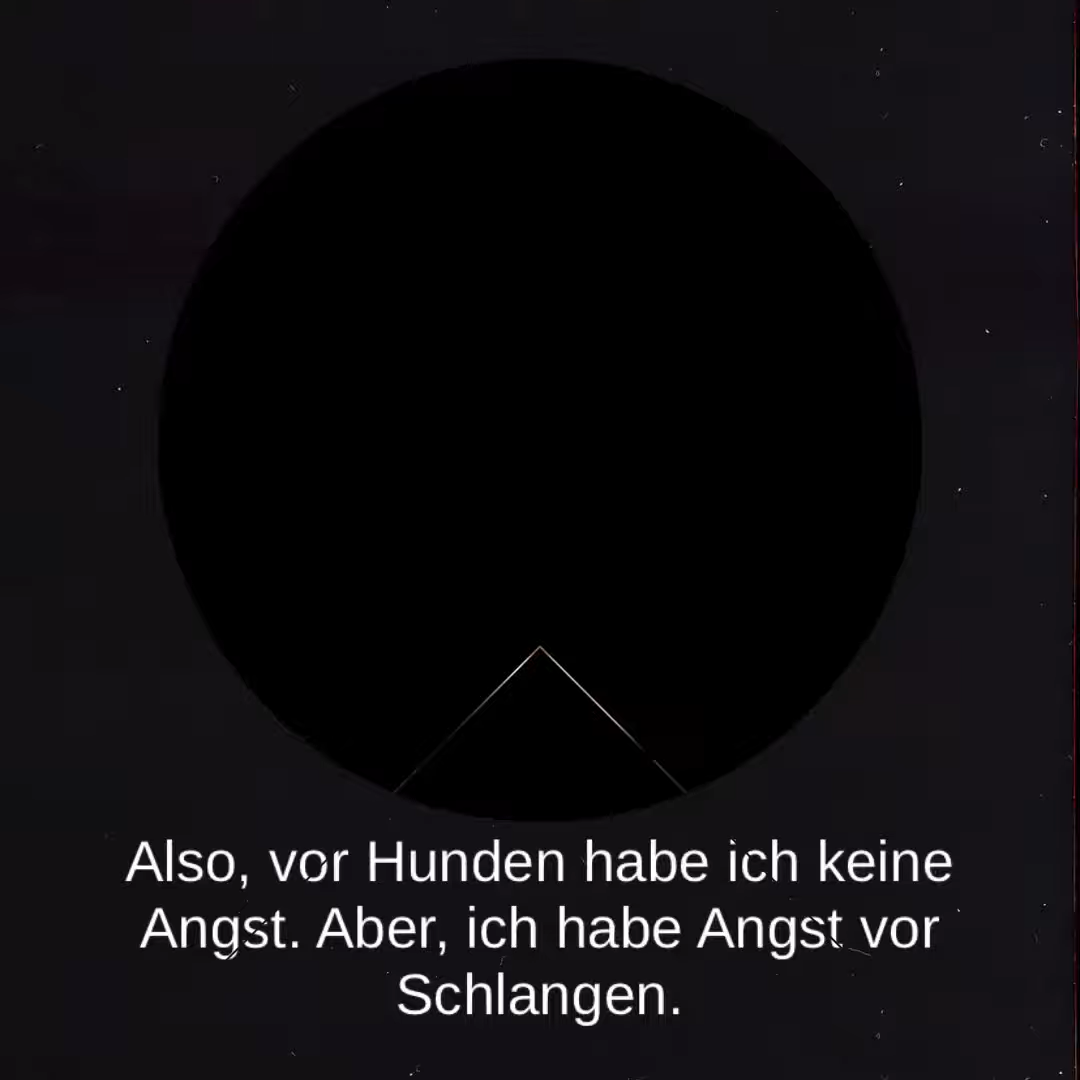 Also, vor Hunden habe ich keine
Angst. Aber, ich habe Angst vor
Schlangen.